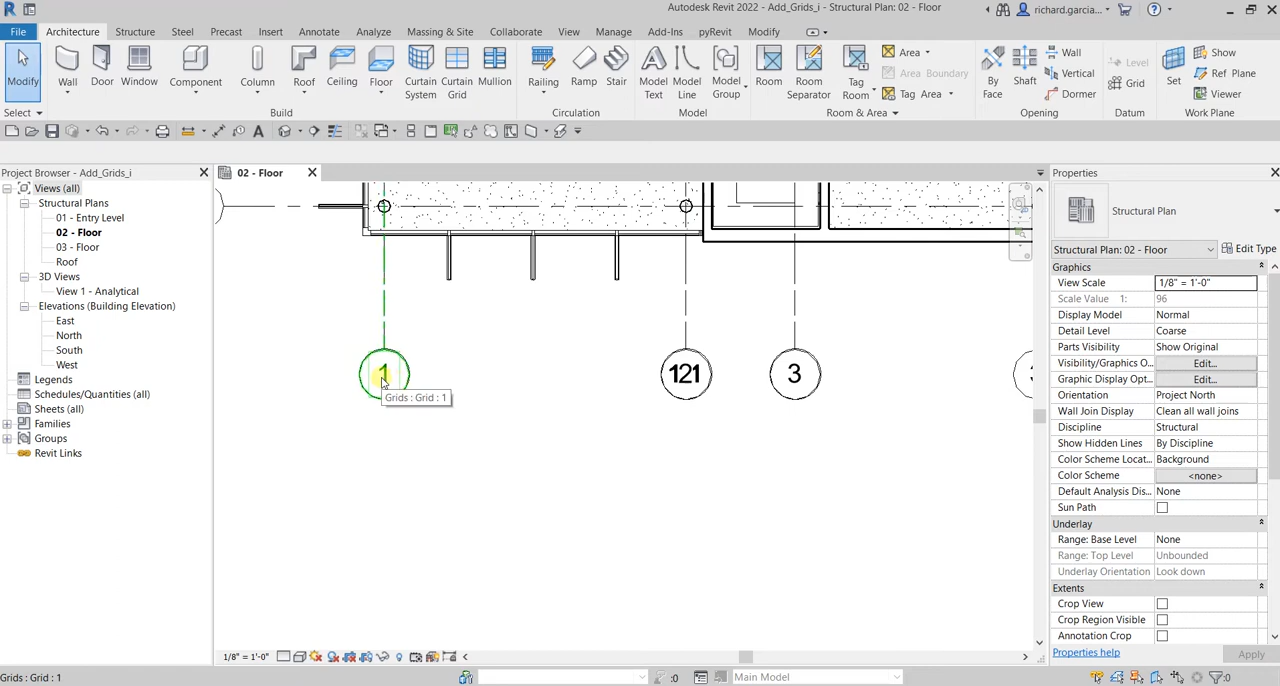 Autodesk Revit 2022 - Add_Grids_i - Structural Plan: 02 - Floor
richard.garcia...
File Architecture Structure Steel Precast Insert Annotate Analyze Massing & Site Collaborate View Manage Add-Ins pyRevit Modify
Modify
Wall
Door
Window
Component
Column
Roof
Ceiling
Floor
Curtain System
Curtain Grid
Mullion
Railing
Ramp
Stair
Model Text
Model Line
Model Group
Room
Room Separator
Tag Room
Area
Area Boundary
Tag Area
By Face
Shaft
Wall
Vertical
Dormer
Level
Grid
Set
Show
Ref Plane
Viewer
Select Build Circulation Model Room & Area Opening Datum Work Plane
Project Browser - Add_Grids_i
Views (all)
Structural Plans
01 - Entry Level
02 - Floor
03 - Floor
Roof
3D Views
View 1 - Analytical
Elevations (Building Elevation)
East
North
South
West
Legends
Schedules/Quantities (all)
Sheets (all)
Families
Groups
Revit Links
02 - Floor
1
121
3
Grids : Grid : 1
Properties
Structural Plan
Structural Plan: 02 - Floor Edit Type
Graphics
View Scale 1/8" = 1'-0"
Scale Value 1: 96
Display Model Normal
Detail Level Coarse
Parts Visibility Show Original
Visibility/Graphics O... Edit...
Graphic Display Opt... Edit...
Orientation Project North
Wall Join Display Clean all wall joins
Discipline Structural
Show Hidden Lines By Discipline
Color Scheme Locat... Background
Color Scheme <none>
Default Analysis Dis... None
Sun Path
Underlay
Range: Base Level None
Range: Top Level Unbounded
Underlay Orientation Look down
Extents
Crop View
Crop Region Visible
Annotation Crop
Properties help Apply
1/8" = 1'-0"
Grids : Grid : 1
:0
Main Model
:0